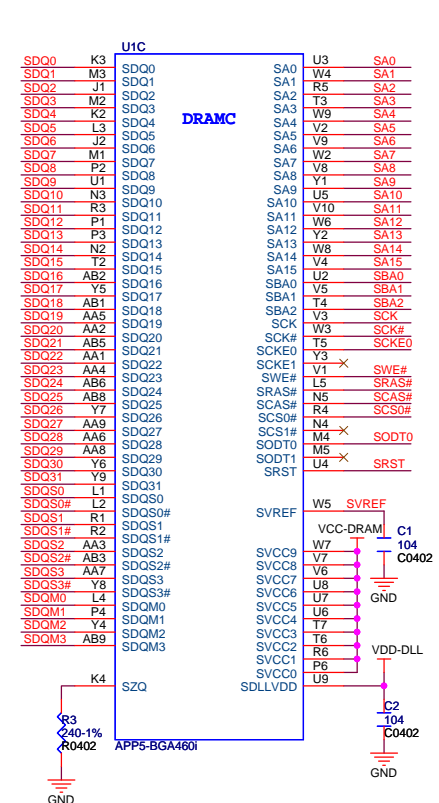 U1C
DRAMC
SDQ0 K3 SDQ0 SA0 U3 SA0
SDQ1 M3 SDQ1 SA1 W4 SA1
SDQ2 J1 SDQ2 SA2 R5 SA2
SDQ3 M2 SDQ3 SA3 T3 SA3
SDQ4 K2 SDQ4 SA4 W9 SA4
SDQ5 L3 SDQ5 SA5 V2 SA5
SDQ6 J2 SDQ6 SA6 V9 SA6
SDQ7 M1 SDQ7 SA7 W2 SA7
SDQ8 P2 SDQ8 SA8 V8 SA8
SDQ9 U1 SDQ9 SA9 Y1 SA9
SDQ10 N3 SDQ10 SA10 U5 SA10
SDQ11 R3 SDQ11 SA11 V10 SA11
SDQ12 P1 SDQ12 SA12 W6 SA12
SDQ13 P3 SDQ13 SA13 Y2 SA13
SDQ14 N2 SDQ14 SA14 W8 SA14
SDQ15 T2 SDQ15 SA15 V4 SA15
SDQ16 AB2 SDQ16 SBA0 U2 SBA0
SDQ17 Y5 SDQ17 SBA1 V5 SBA1
SDQ18 AB1 SDQ18 SBA2 T4 SBA2
SDQ19 AA5 SDQ19 SCK V3 SCK
SDQ20 AA2 SDQ20 SCK# W3 SCK#
SDQ21 AB5 SDQ21 SCKE0 T5 SCKE0
SDQ22 AA1 SDQ22 SCKE1 Y3
SDQ23 AA4 SDQ23 SWE# V1 SWE#
SDQ24 AB6 SDQ24 SRAS# L5 SRAS#
SDQ25 AB8 SDQ25 SCAS# N5 SCAS#
SDQ26 Y7 SDQ26 SCS0# R4 SCS0#
SDQ27 AA9 SDQ27 SCS1# N4
SDQ28 AA6 SDQ28 SODT0 M4 SODT0
SDQ29 AA8 SDQ29 SODT1 M5
SDQ30 Y6 SDQ30 SRST U4 SRST
SDQ31 Y9 SDQ31
SDQS0 L1 SDQS0
SDQS0# L2 SDQS0# SVREF W5 SVREF
SDQS1 R1 SDQS1
SDQS1# R2 SDQS1# VCC-DRAM
SDQS2 AA3 SDQS2 SVCC9 W7
SDQS2# AB3 SDQS2# SVCC8 V7
SDQS3 AA7 SDQS3 SVCC7 V6
SDQS3# Y8 SDQS3# SVCC6 U8
SDQM0 L4 SDQM0 SVCC5 U7
SDQM1 P4 SDQM1 SVCC4 U6
SDQM2 Y4 SDQM2 SVCC3 T7
SDQM3 AB9 SDQM3 SVCC2 T6
SVCC1 R6
SVCC0 P6
K4 SZQ SDLLVDD U9
C1
104
C0402
GND
VDD-DLL
C2
104
C0402
GND
R3
240-1%
R0402
GND
APP5-BGA460i